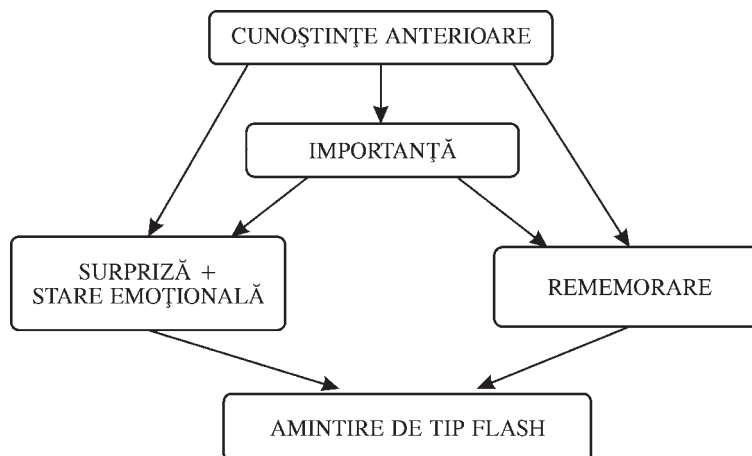 CUNOŞTINŢE ANTERIOARE
IMPORTANŢĂ
SURPRIZĂ +
STARE EMOŢIONALĂ
REMEMORARE
AMINTIRE DE TIP FLASH